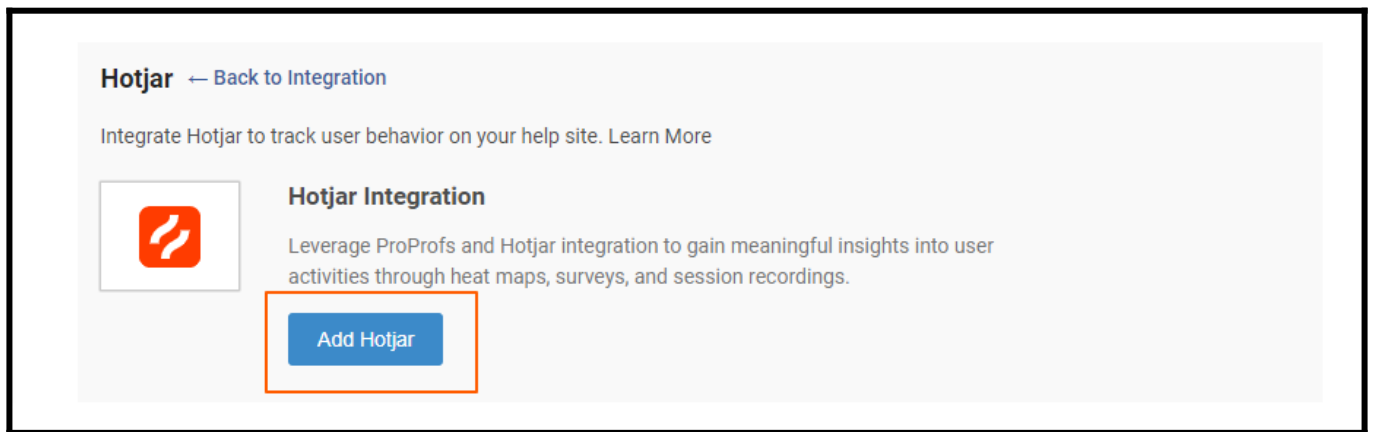 Hotjar ← Back to Integration
Integrate Hotjar to track user behavior on your help site. Learn More
Hotjar Integration
Leverage ProProfs and Hotjar integration to gain meaningful insights into user
activities through heat maps, surveys, and session recordings.
Add Hotjar